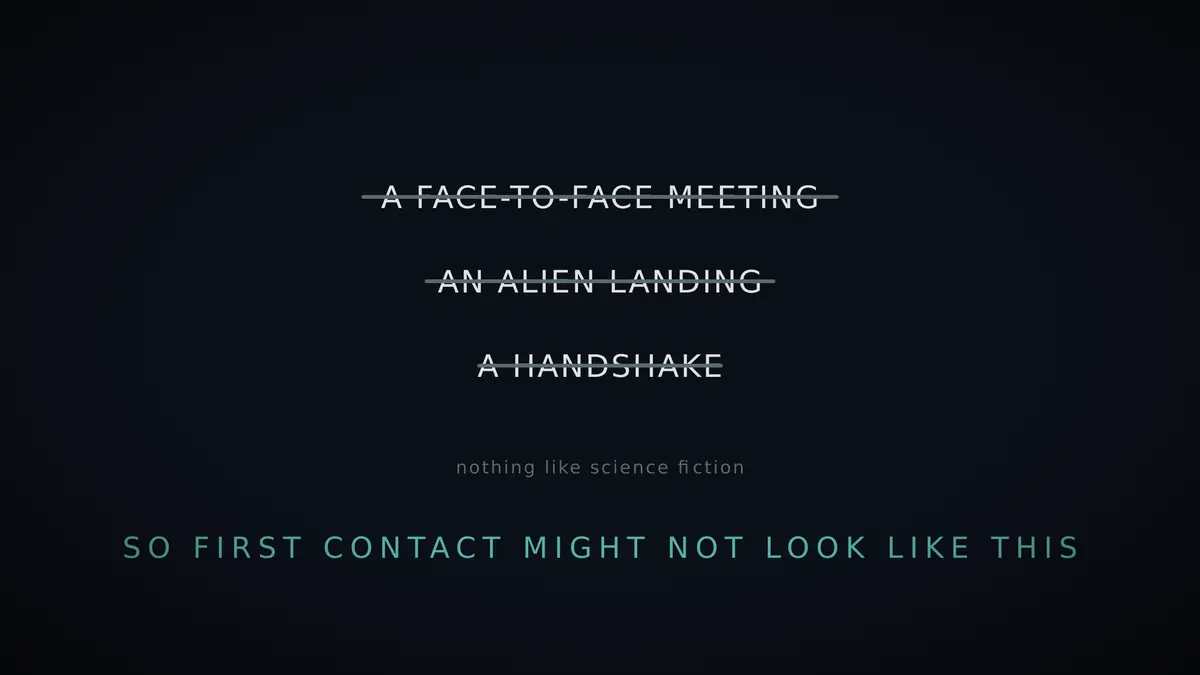 A FACE-TO-FACE MEETING
AN ALIEN LANDING
A HANDSHAKE
nothing like science fiction
SO FIRST CONTACT MIGHT NOT LOOK LIKE THIS